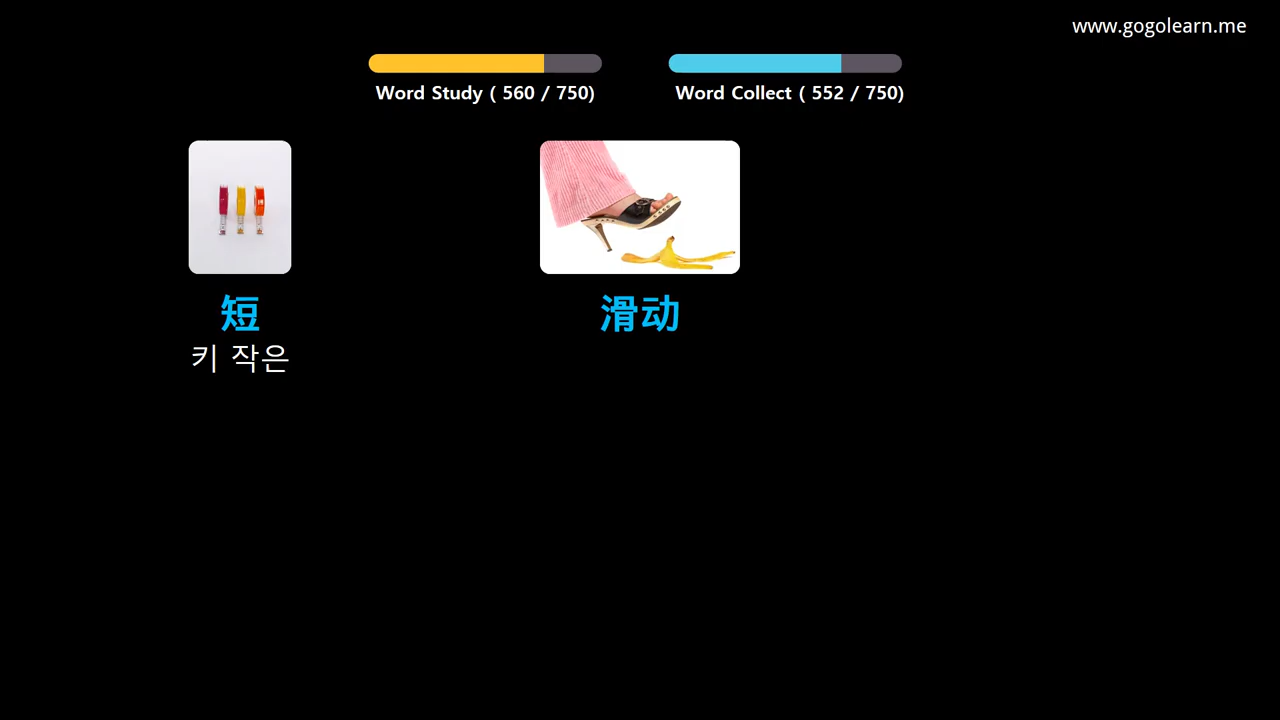 www.gogolearn.me
Word Study ( 560 / 750)
Word Collect ( 552 / 750)
短
滑动
키 작은